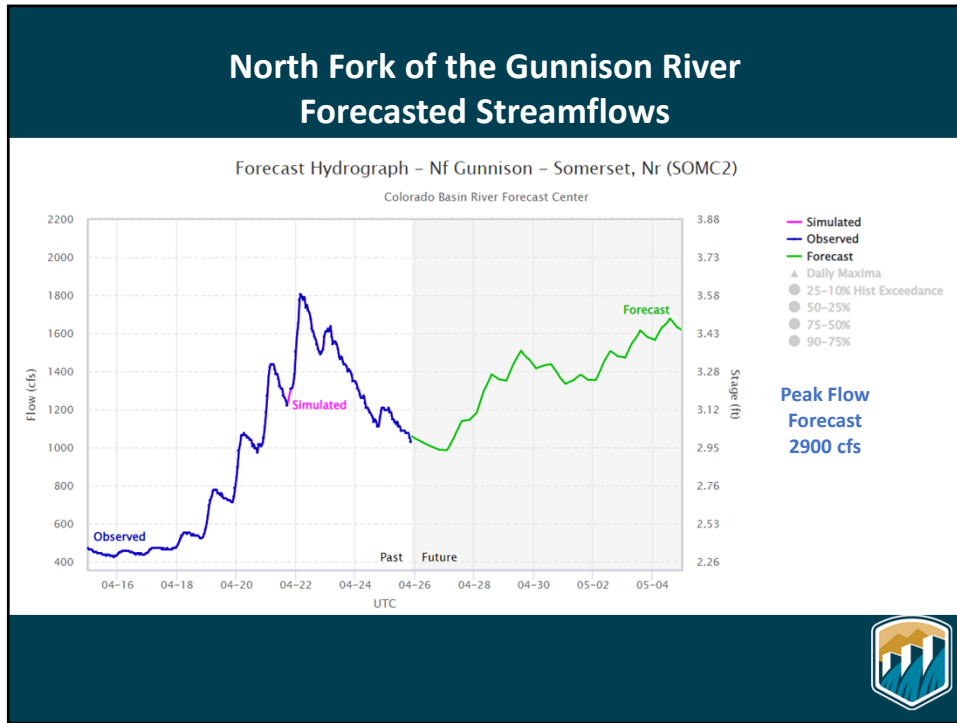 North Fork of the Gunnison River
Forecasted Streamflows
Forecast Hydrograph – Nf Gunnison – Somerset, Nr (SOMC2)
Colorado Basin River Forecast Center
2200
2000
1800
1600
1400
1200
1000
800
600
400
Flow (cfs)
Observed
Simulated
Forecast
Past
Future
3.88
3.73
3.58
3.43
3.28
3.12
2.95
2.76
2.53
2.26
Stage (ft)
04–16
04–18
04–20
04–22
04–24
04–26
04–28
04–30
05–02
05–04
UTC
Simulated
Observed
Forecast
Daily Maxima
25–10% Hist Exceedance
50–25%
75–50%
90–75%
Peak Flow
Forecast
2900 cfs